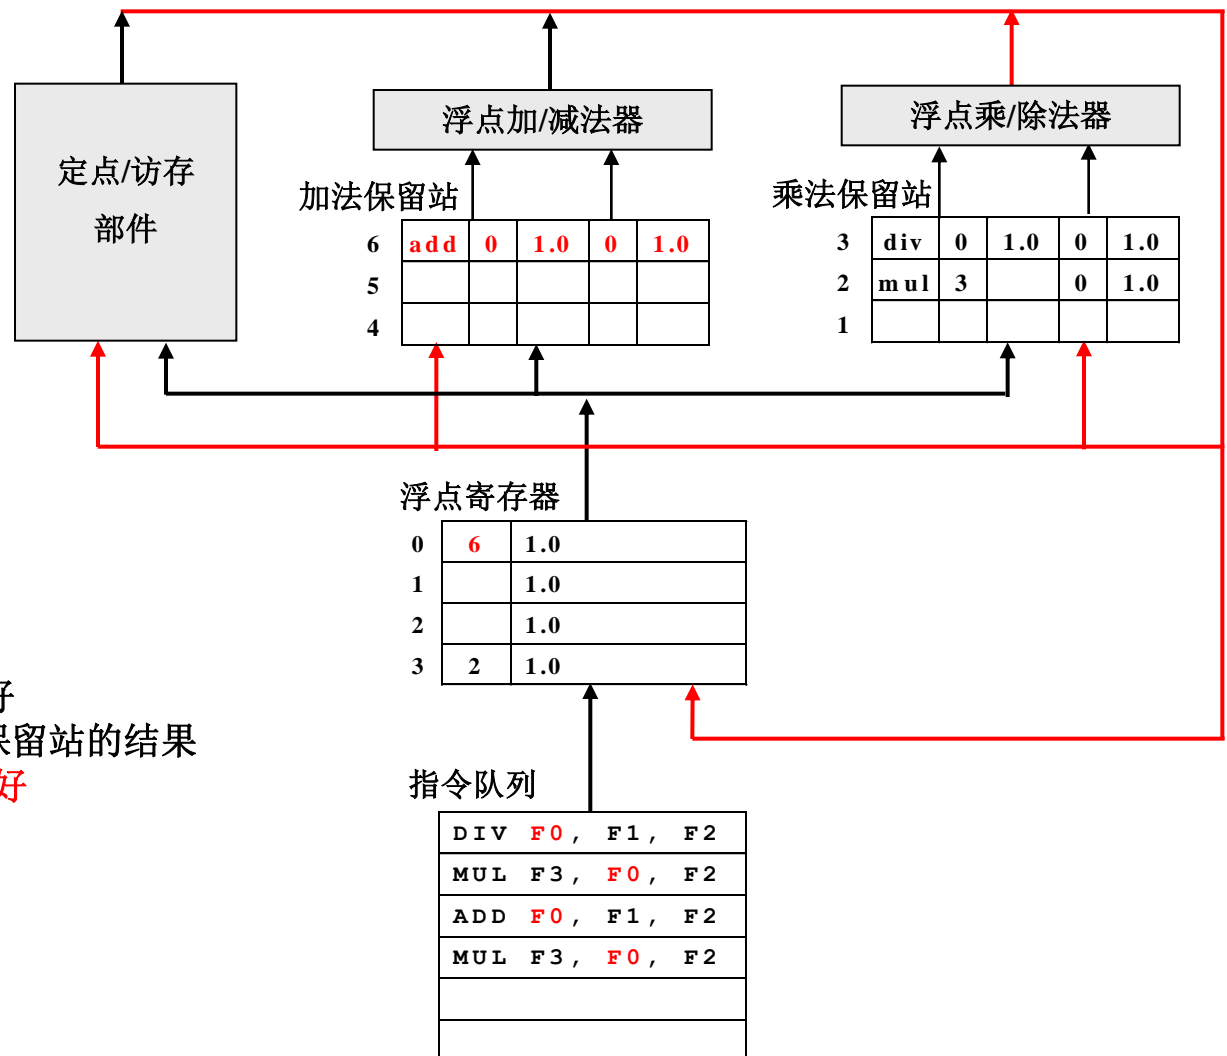 定点/访存
部件
浮点加/减法器
浮点乘/除法器
加法保留站
6 add 0 1.0 0 1.0
5
4
乘法保留站
3 div 0 1.0 0 1.0
2 mul 3 0 1.0
1
浮点寄存器
0 6 1.0
1 1.0
2 1.0
3 2 1.0
好
保留站的结果
好
指令队列
DIV F0, F1, F2
MUL F3, F0, F2
ADD F0, F1, F2
MUL F3, F0, F2